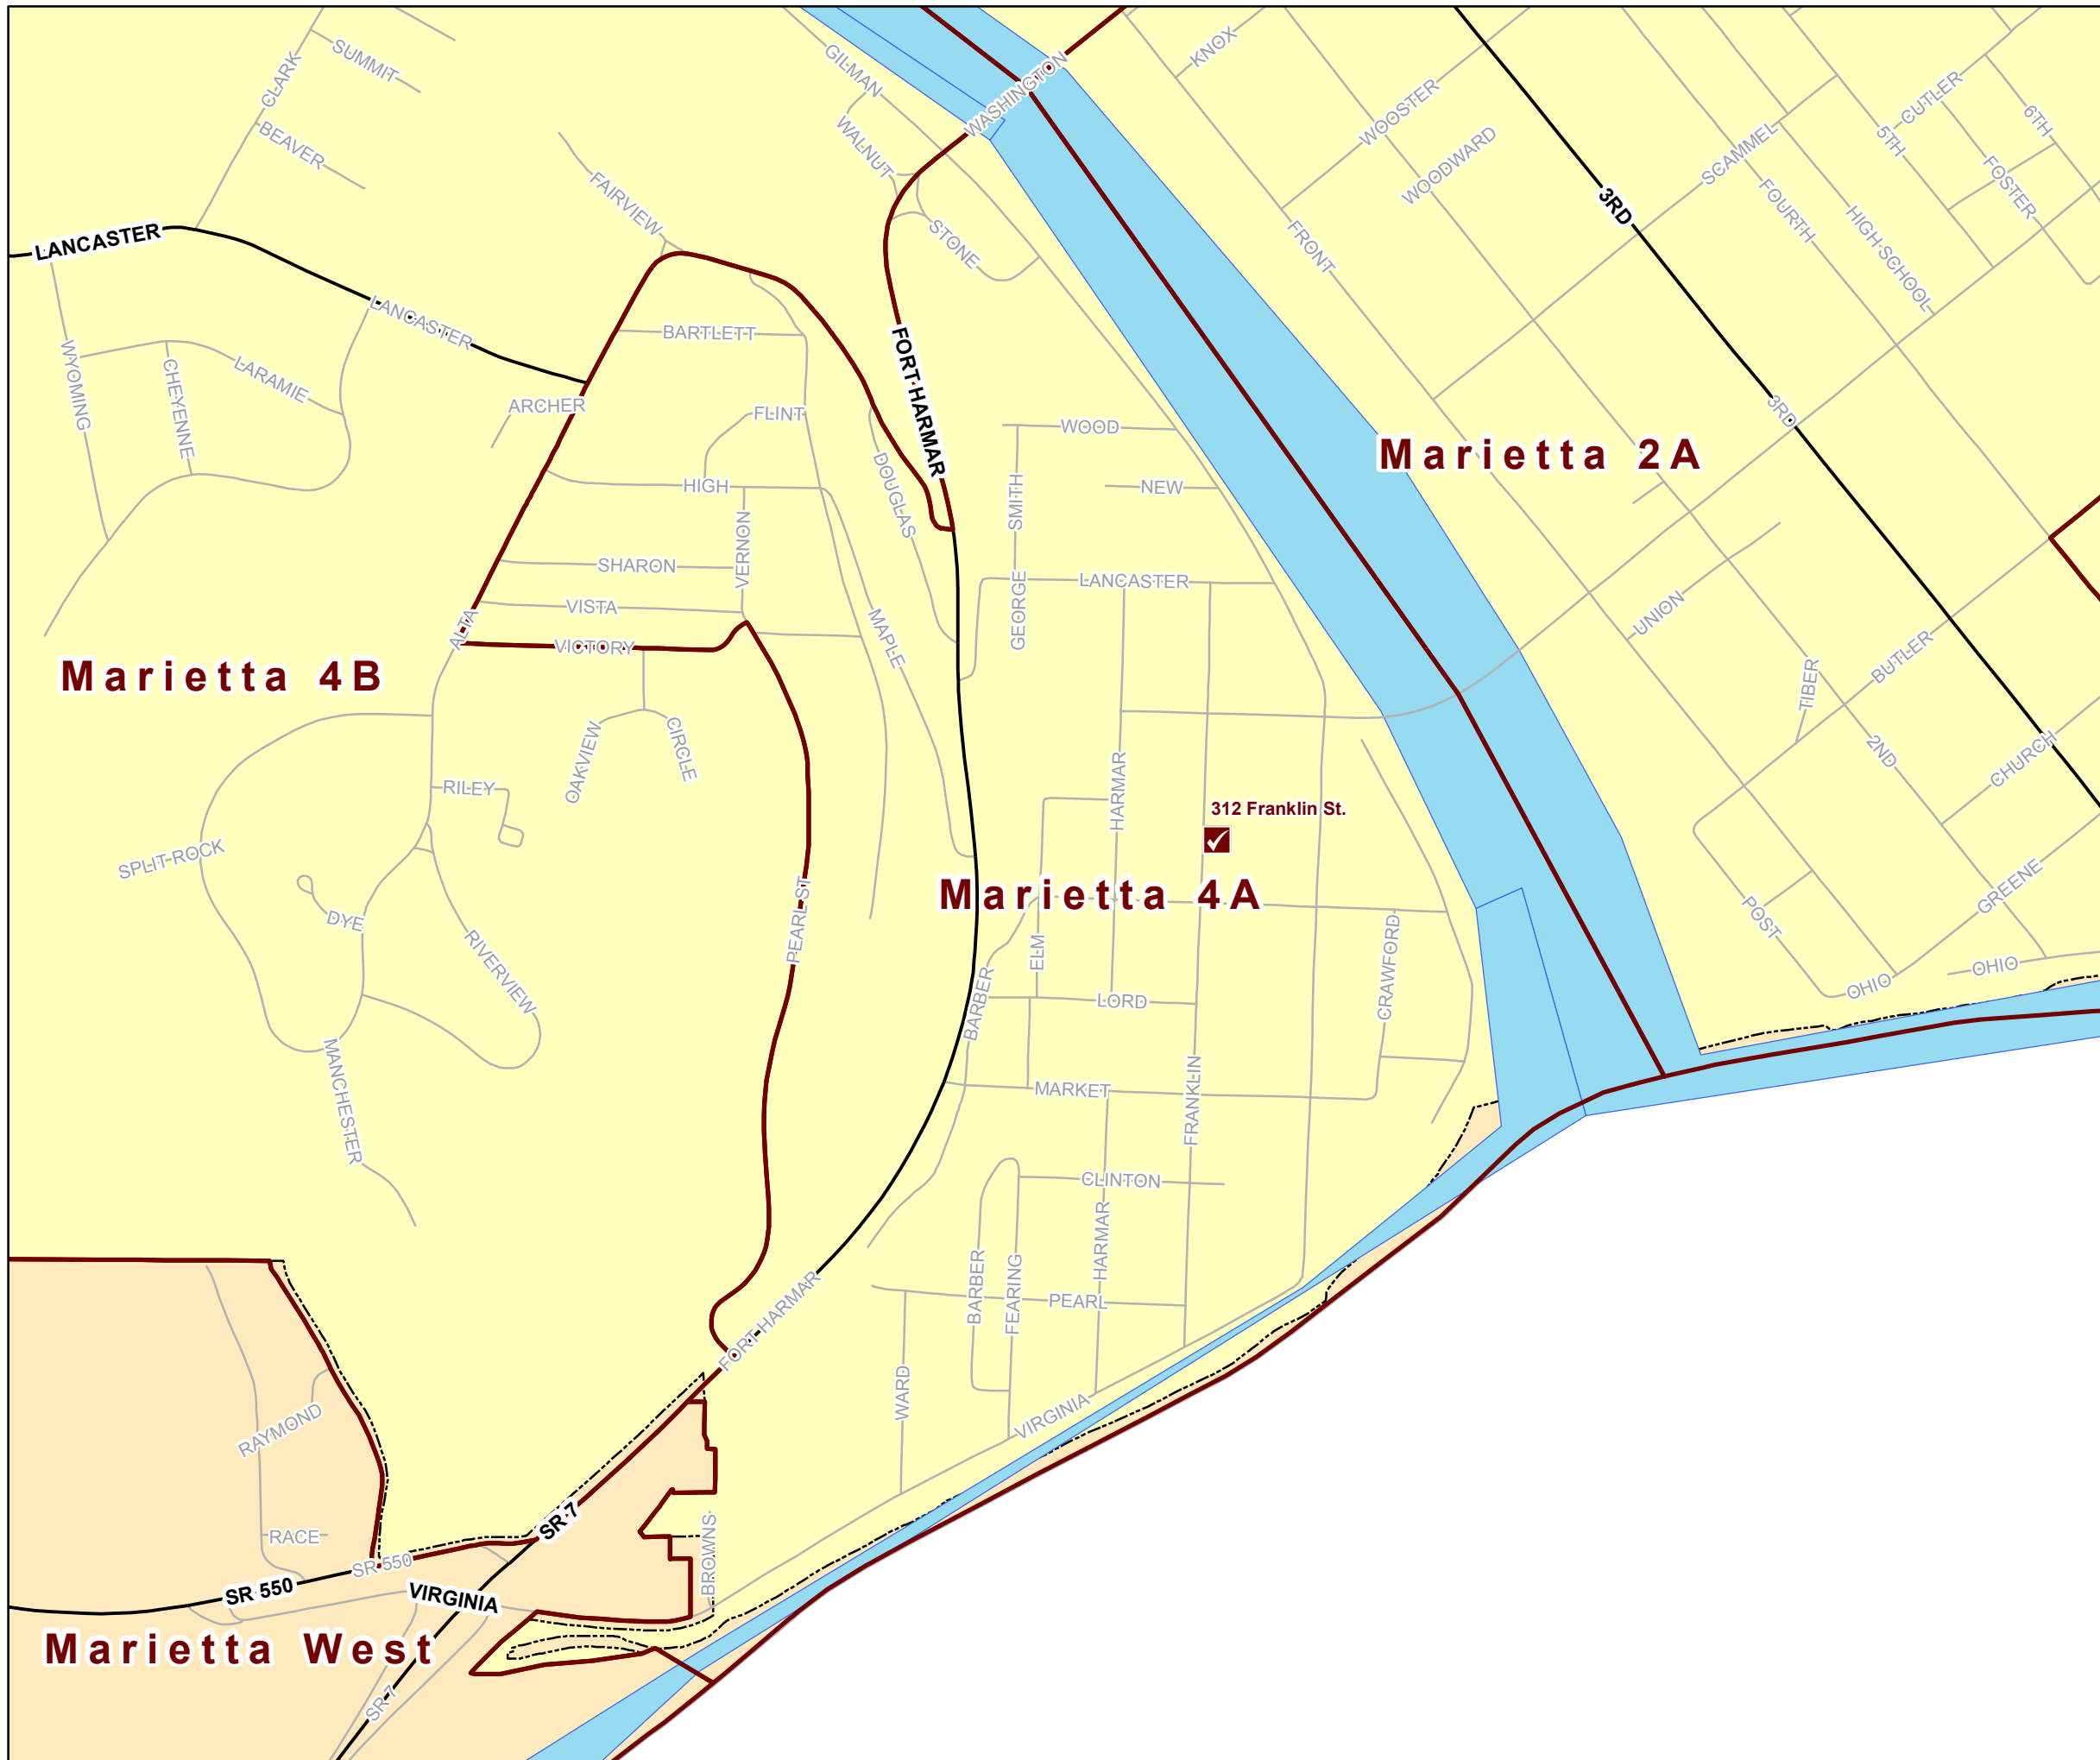 CLARK
SUMMIT
BEAVER
GILMAN
WASHINGTON
KNOX
WOOSTER
WOODWARD
SCAMMEL
CUTLER
5TH
6TH
FOSTER
FOURTH
HIGH SCHOOL
3RD
FRONT
WALNUT
FAIRVIEW
STONE
LANCASTER
LANCASTER
WYOMING
CHEYENNE
LARAMIE
BARTLETT
FORT HARMAR
ARCHER
FLINT
3RD
WOOD
Marietta 2A
HIGH
DOUGLAS
SMITH
NEW
VERNON
SHARON
GEORGE
LANCASTER
VISTA
ALTA
VICTORY
MAPLE
UNION
BUTLER
TIBER
Marietta 4B
OAKVIEW
CIRCLE
2ND
CHURCH
RILEY
HARMAR
312 Franklin St.
SPLIT-ROCK
Marietta 4A
DYE
PEARL ST
RIVERVIEW
ELM
CRAWFORD
POST
GREENE
OHIO
OHIO
BARBER
LORD
MANCHESTER
MARKET
FRANKLIN
CLINTON
HARMAR
BARBER
FEARING
PEARL
FORT HARMAR
WARD
VIRGINIA
RAYMOND
RACE
SR 7
SR 550
SR 550
VIRGINIA
BROWNS
Marietta West
SR 7